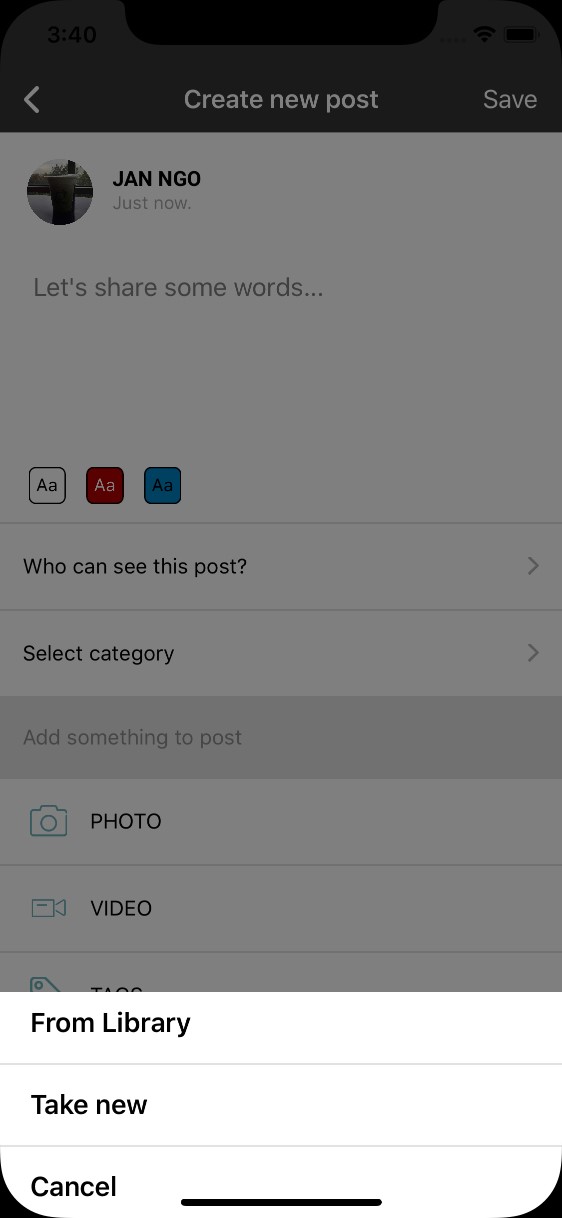 3:40
Create new post
Save
JAN NGO
Just now.
Let's share some words...
Aa Aa Aa
Who can see this post?
Select category
Add something to post
PHOTO
VIDEO
TAGS
From Library
Take new
Cancel